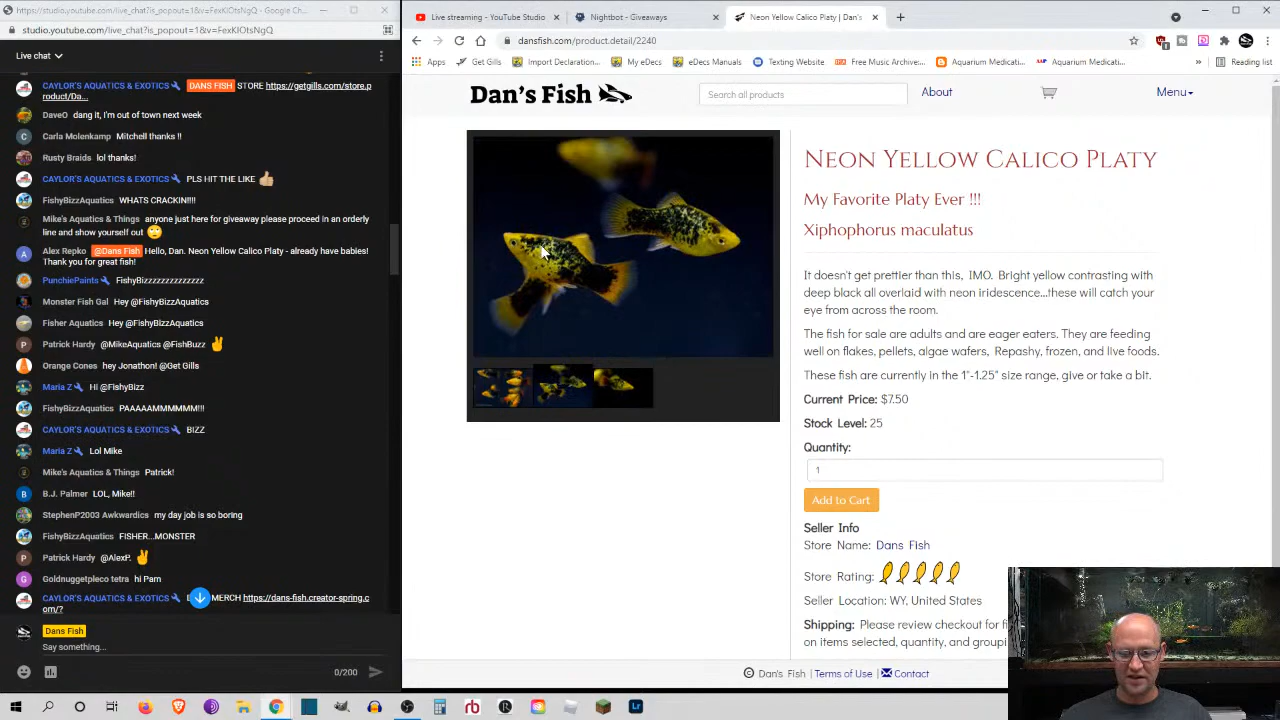 https://studio.youtube.com/live_chat?is_popout=1&v=FexKIOtsNgQ - Google Chr...
studio.youtube.com/live_chat?is_popout=1&v=FexKIOtsNgQ
Live chat
CAYLOR'S AQUATICS & EXOTICS DANS FISH STORE https://getgills.com/store.p
roduct/Da...
DaveO dang it, I'm out of town next week
Carla Molenkamp Mitchell thanks !!
Rusty Braids lol thanks!
CAYLOR'S AQUATICS & EXOTICS PLS HIT THE LIKE
FishyBizzAquatics WHATS CRACKIN!!!!
Mike's Aquatics & Things anyone just here for giveaway please proceed in an orderly
line and show yourself out
Alex Repko @Dans Fish Hello, Dan. Neon Yellow Calico Platy - already have babies!
Thank you for great fish!
PunchiePaints FishyBizzzzzzzzzzz
Monster Fish Gal Hey @FishyBizzAquatics
Fisher Aquatics Hey @FishyBizzAquatics
Patrick Hardy @MikeAquatics @FishBuzz
Orange Cones hey Jonathon! @Get Gills
Maria Z Hi @FishyBizz
FishyBizzAquatics PAAAAAMMMMMM!!!
CAYLOR'S AQUATICS & EXOTICS BIZZ
Maria Z Lol Mike
Mike's Aquatics & Things Patrick!
B.J. Palmer LOL, Mike!!
StephenP2003 Awkwardics my day job is so boring
FishyBizzAquatics FISHER...MONSTER
Patrick Hardy @AlexP.
Goldnuggetpleco tetra hi Pam
CAYLOR'S AQUATICS & EXOTICS MERCH https://dans-fish.creator-spring.c
om/?
Dans Fish
Say something...
0/200
Live streaming - YouTube Studio
Nightbot - Giveaways
Neon Yellow Calico Platy | Dan's
dansfish.com/product.detail/2240
Apps Get Gills Import Declaration... My eDecs eDecs Manuals Texting Website Free Music Archive... Aquarium Medicati... Aquarium Medicati... » Reading list
Dan's Fish
Search all products
About
Menu
Neon Yellow Calico Platy
My Favorite Platy Ever !!!
Xiphophorus maculatus
It doesn't get prettier than this, IMO. Bright yellow contrasting with
deep black all overlaid with neon iridescence...these will catch your
eye from across the room.
The fish for sale are adults and are eager eaters. They are feeding
well on flakes, pellets, algae wafers, Repashy, frozen, and live foods.
These fish are currently in the 1"-1.25" size range, give or take a bit.
Current Price: $7.50
Stock Level: 25
Quantity:
1
Add to Cart
Seller Info
Store Name: Dans Fish
Store Rating:
Seller Location: WY, United States
Shipping: Please review checkout for
on items selected, quantity, and
© Dan's Fish | Terms of Use | Contact